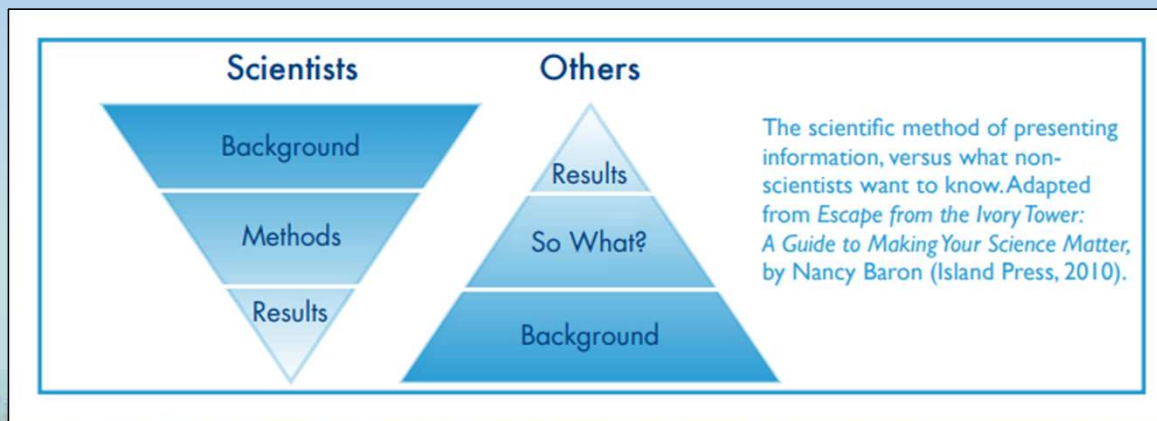 Scientists
Background
Methods
Results
Others
Results
So What?
Background
The scientific method of presenting
information, versus what non-
scientists want to know. Adapted
from Escape from the Ivory Tower:
A Guide to Making Your Science Matter,
by Nancy Baron (Island Press, 2010).